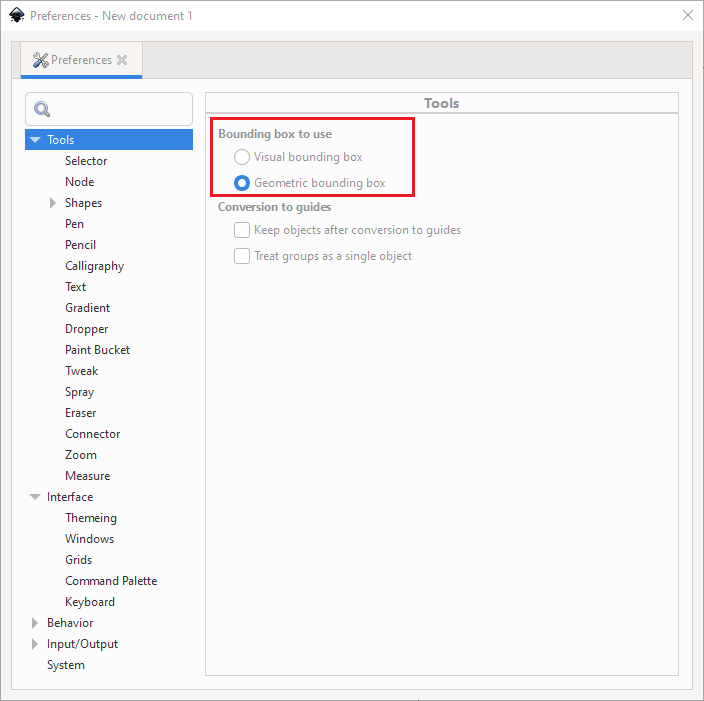 Preferences - New document 1
Preferences
Tools
Selector
Node
Shapes
Pen
Pencil
Calligraphy
Text
Gradient
Dropper
Paint Bucket
Tweak
Spray
Eraser
Connector
Zoom
Measure
Interface
Themeing
Windows
Grids
Command Palette
Keyboard
Behavior
Input/Output
System
Tools
Bounding box to use
Visual bounding box
Geometric bounding box
Conversion to guides
Keep objects after conversion to guides
Treat groups as a single object